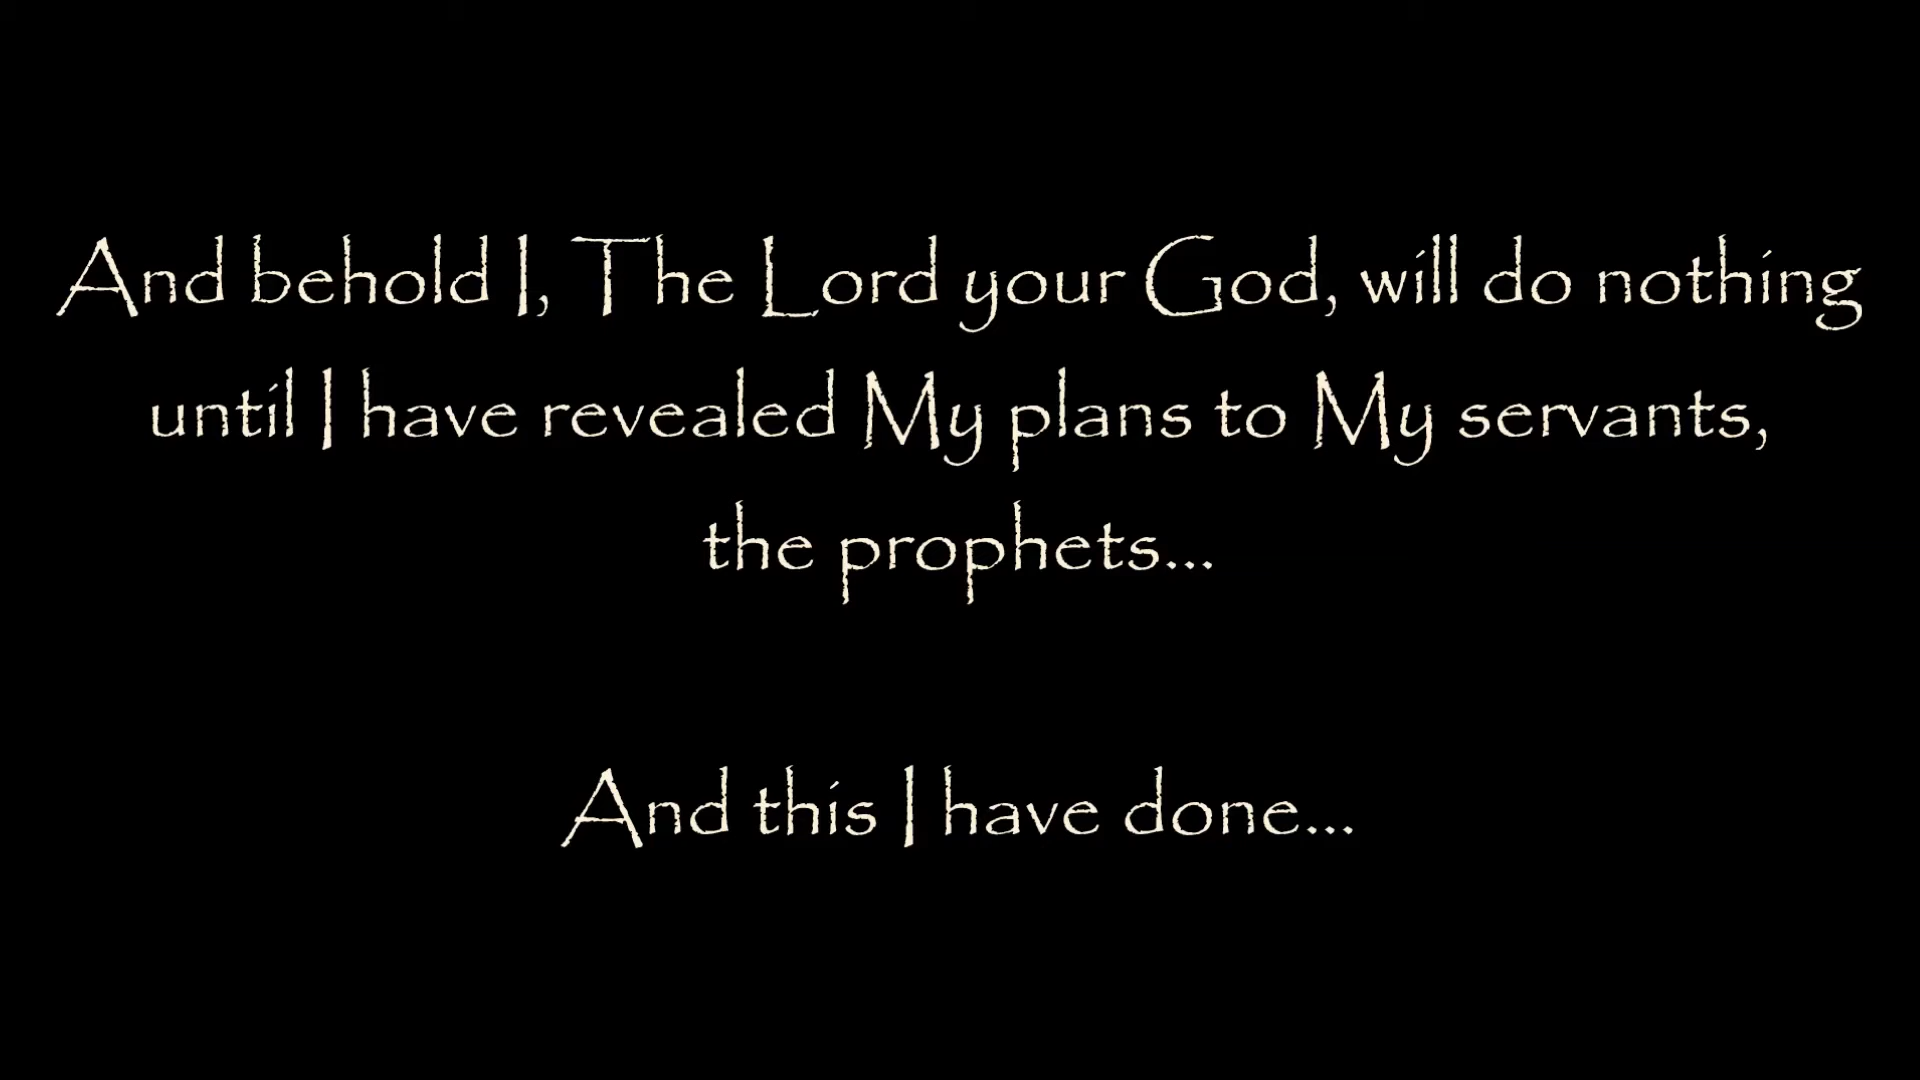 And behold I, The Lord your God, will do nothing
until I have revealed My plans to My servants,
the prophets...
And this I have done...